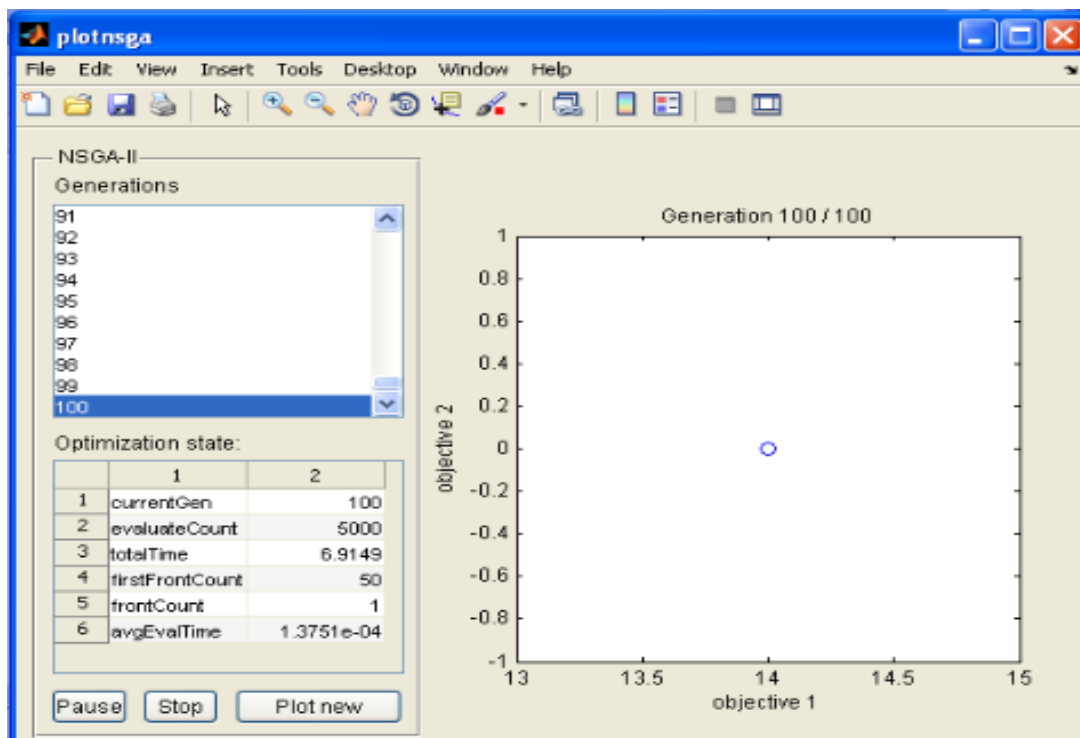 plotnsga
File Edit View Insert Tools Desktop Window Help
NSGA-II
Generations
91
92
93
94
95
96
97
98
99
100
Optimization state:
1 2
1 currentGen 100
2 evaluateCount 5000
3 totalTime 6.9149
4 firstFrontCount 50
5 frontCount 1
6 avgEvalTime 1.3751e-04
Pause Stop Plot new
Generation 100 / 100
1
0.8
0.6
0.4
0.2
0
-0.2
-0.4
-0.6
-0.8
-1
objective 2
13 13.5 14 14.5 15
objective 1